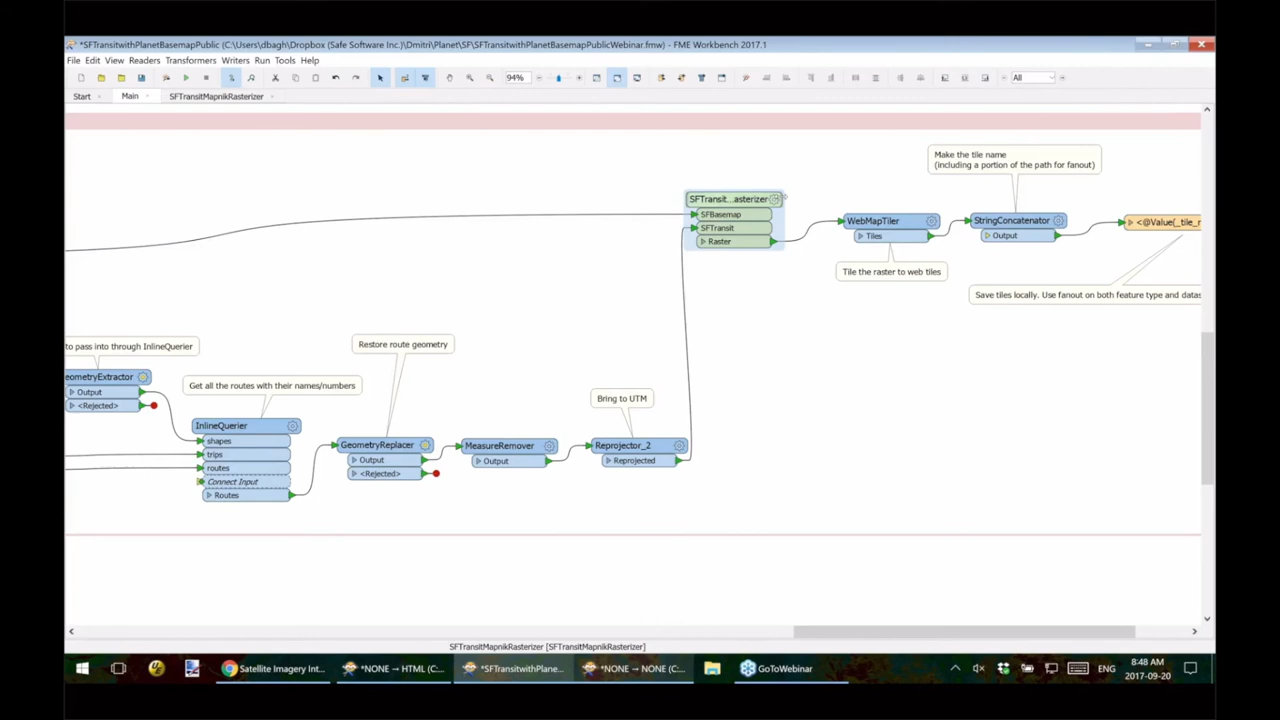 *SFTransitwithPlanetBasemapPublic (C:\Users\dbagh\Dropbox (Safe Software Inc.)\Dmitri\Planet\SF\SFTransitwithPlanetBasemapPublicWebinar.fmw) - FME Workbench 2017.1
File Edit View Readers Transformers Writers Run Tools Help
94% All
Start Main SFTransitMapnikRasterizer
Make the tile name
(including a portion of the path for fanout)
SFTransit...asterizer
SFBasemap
SFTransit
Raster
WebMapTiler
Tiles
StringConcatenator
Output
<@Value(_tile_r
Tile the raster to web tiles
Save tiles locally. Use fanout on both feature type and datas
to pass into through InlineQuerier
Restore route geometry
eometryExtractor
Output
<Rejected>
Get all the routes with their names/numbers
Bring to UTM
InlineQuerier
shapes
trips
routes
Connect Input
Routes
GeometryReplacer
Output
<Rejected>
MeasureRemover
Output
Reprojector_2
Reprojected
SFTransitMapnikRasterizer [SFTransitMapnikRasterizer]
Satellite Imagery Int... *NONE → HTML (C:... *SFTransitwithPlane... *NONE → NONE (C:... GoToWebinar ENG 8:48 AM
2017-09-20